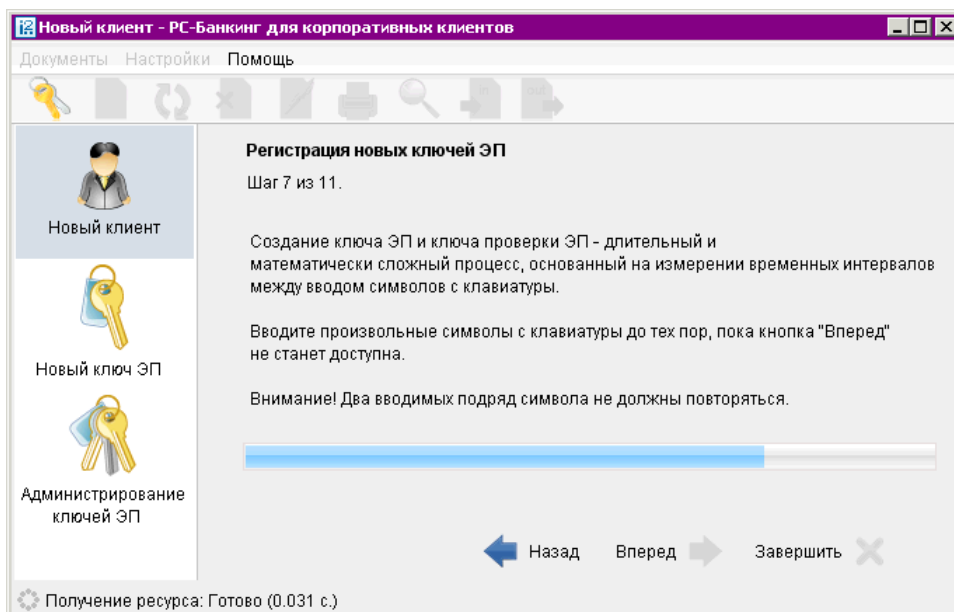 Новый клиент - РС-Банкинг для корпоративных клиентов
Документы Настройки Помощь
in
out
Новый клиент
Новый ключ ЭП
Администрирование
ключей ЭП
Регистрация новых ключей ЭП
Шаг 7 из 11.
Создание ключа ЭП и ключа проверки ЭП - длительный и
математически сложный процесс, основанный на измерении временных интервалов
между вводом символов с клавиатуры.
Вводите произвольные символы с клавиатуры до тех пор, пока кнопка "Вперед"
не станет доступна.
Внимание! Два вводимых подряд символа не должны повторяться.
Назад Вперед Завершить
Получение ресурса: Готово (0.031 с.)